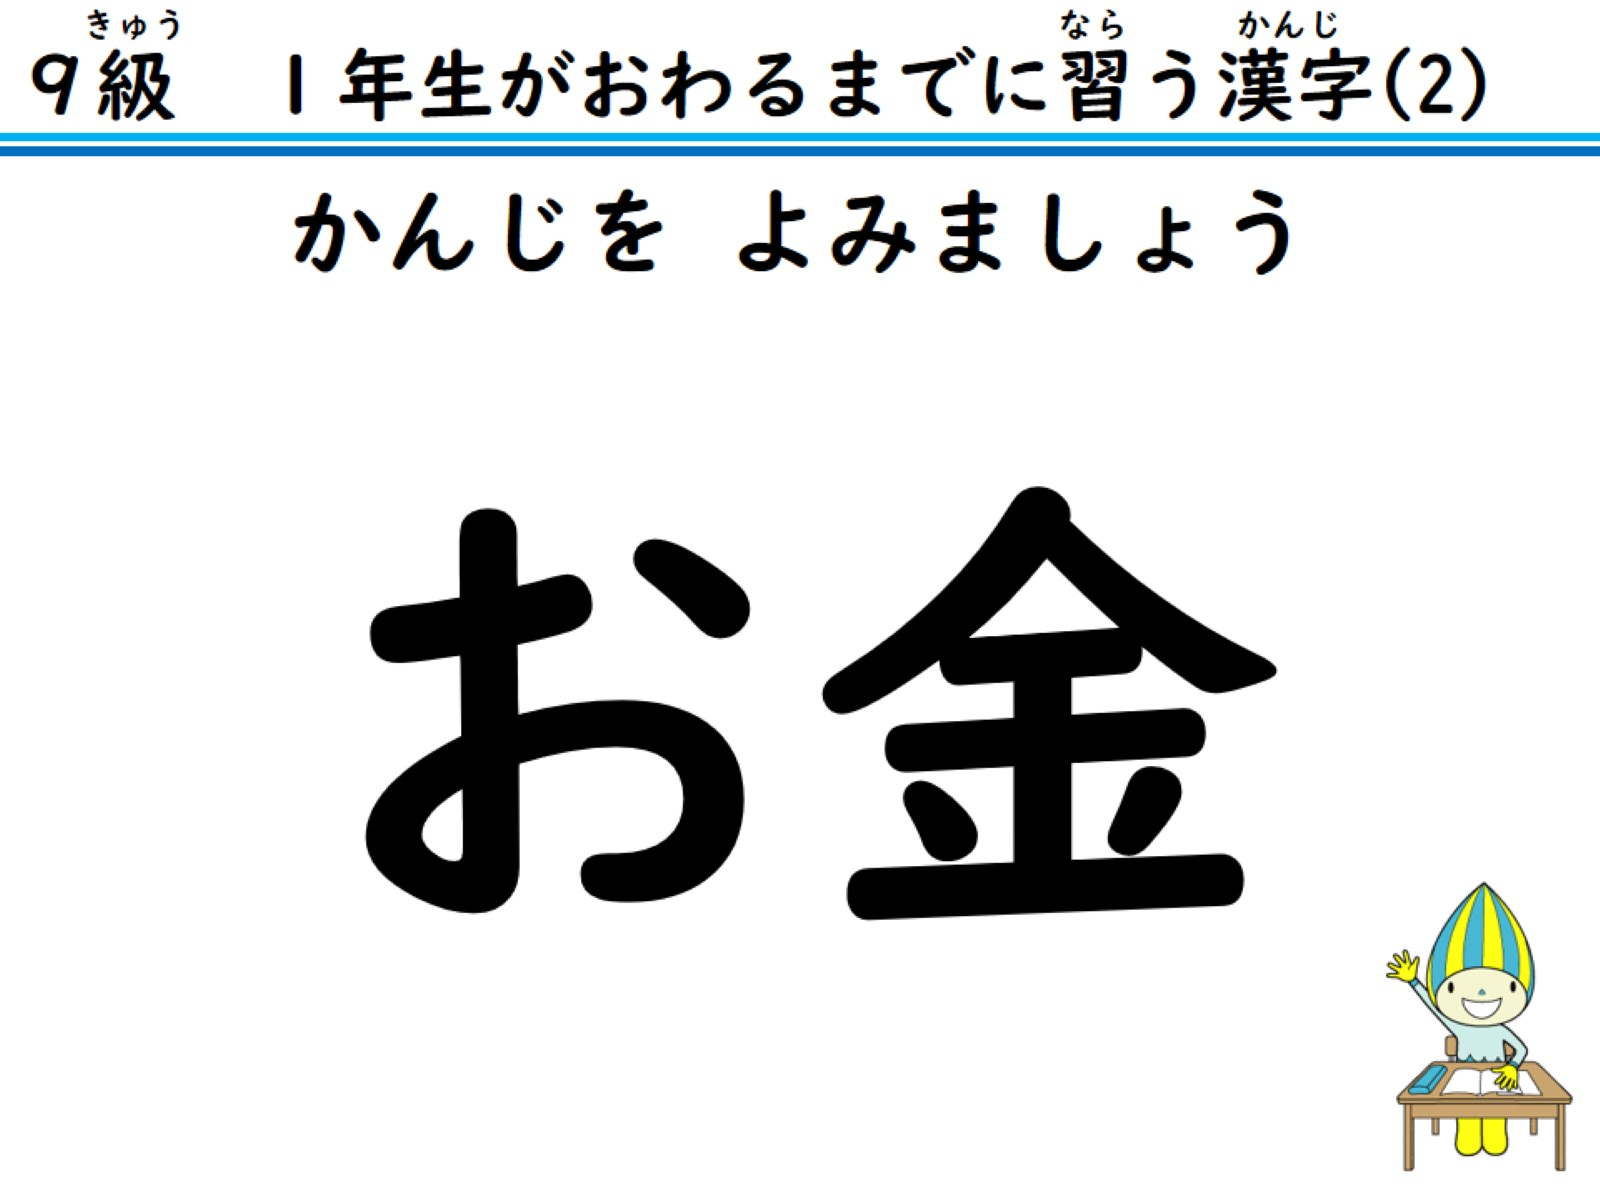 きゅう なら かんじ
9級 1年生がおわるまでに習う漢字(2)
かんじを よみましょう
お金